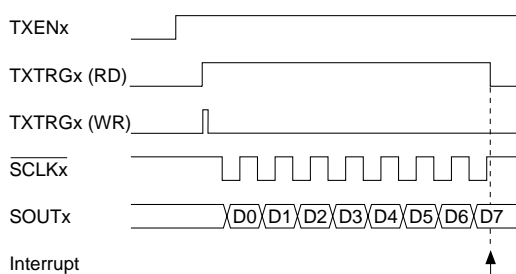 TXENx
TXTRGx (RD)
TXTRGx (WR)
SCLKx
SOUTx D0 D1 D2 D3 D4 D5 D6 D7
Interrupt